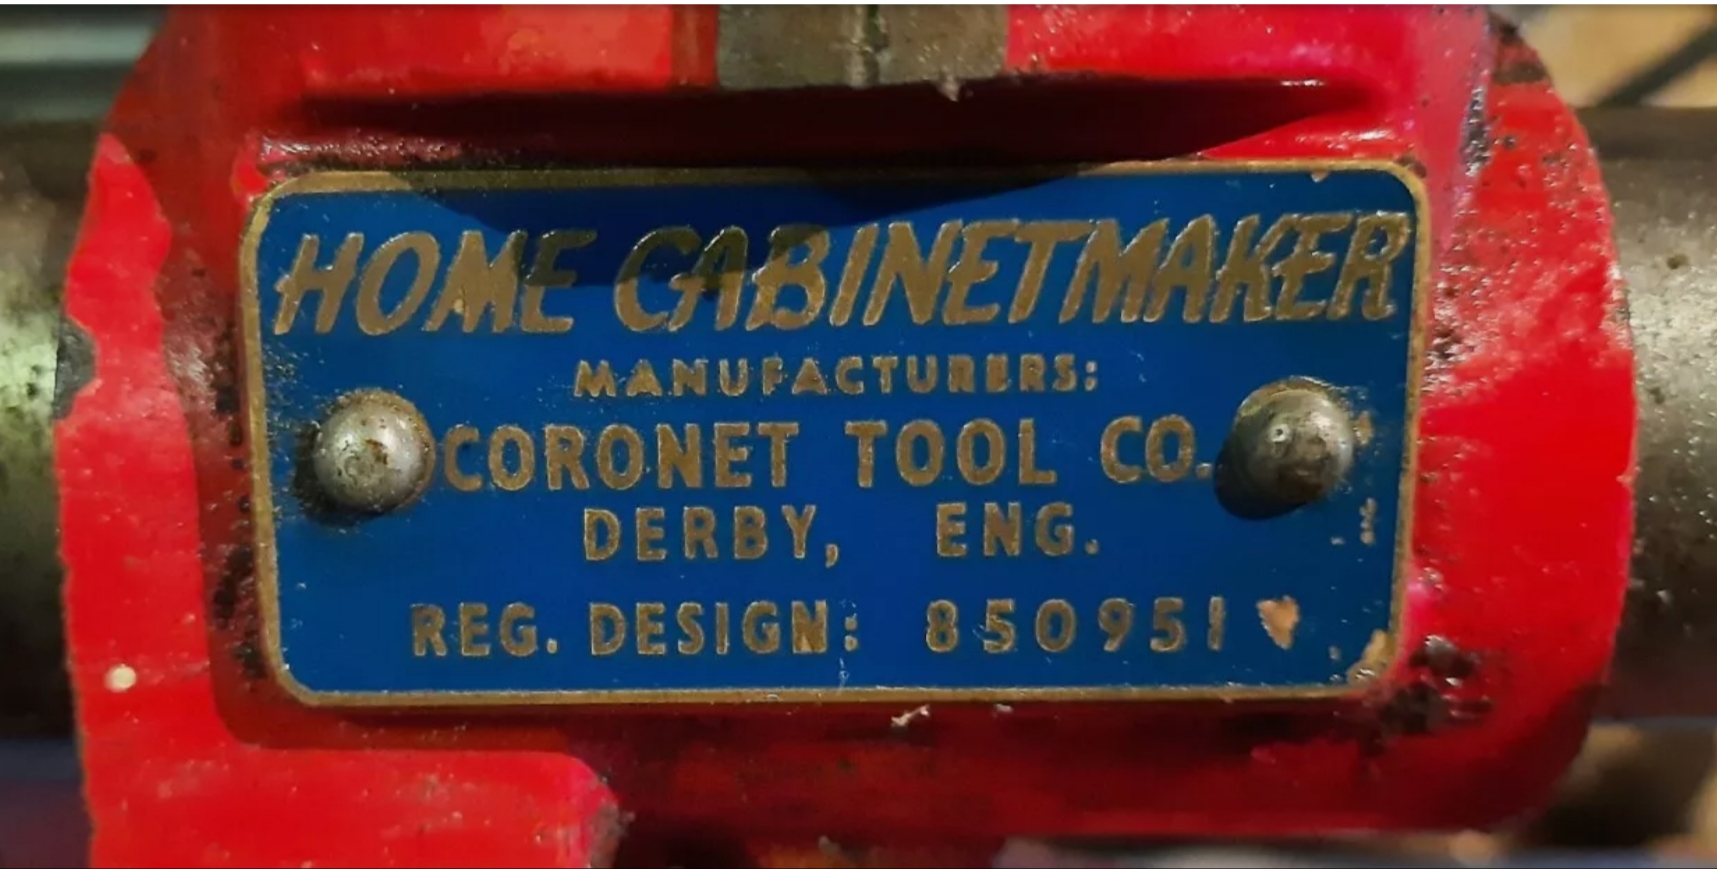 HOME CABINETMAKER
MANUFACTURERS:
CORONET TOOL CO.
DERBY, ENG.
REG. DESIGN: 850951